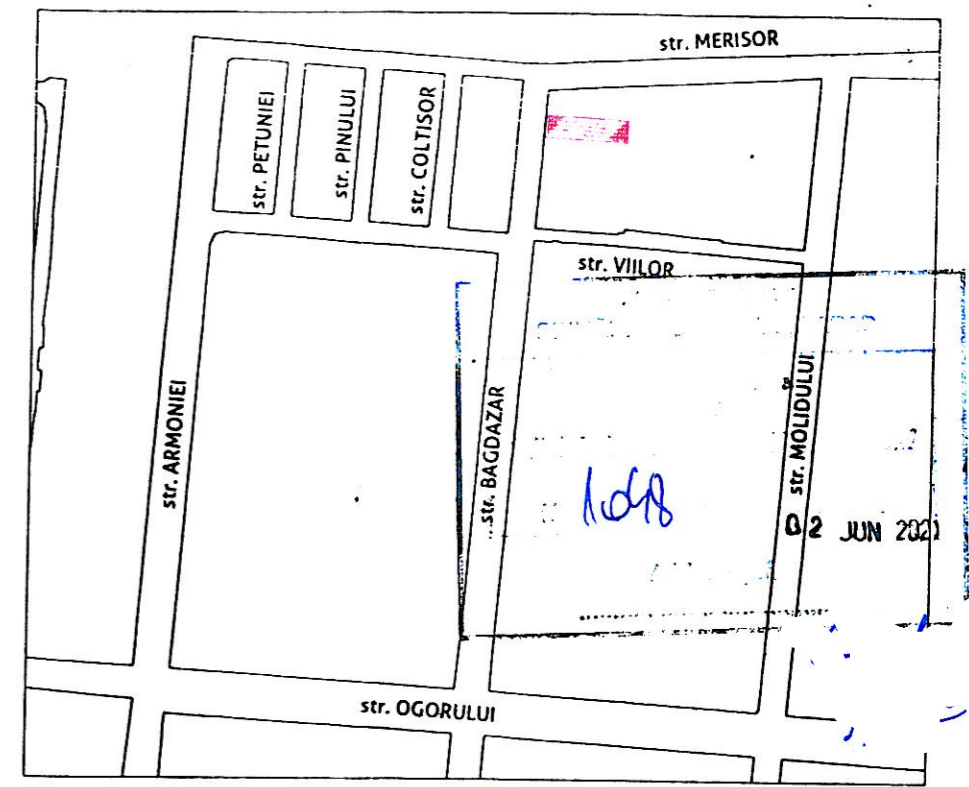 str. MERISOR
str. PETUNIEI
str. PINULUI
str. COLTISOR
str. VIILOR
str. ARMONIEI
str. BAGDAZAR
str. MOLIDULUI
02 JUN 2021
str. OGORULUI